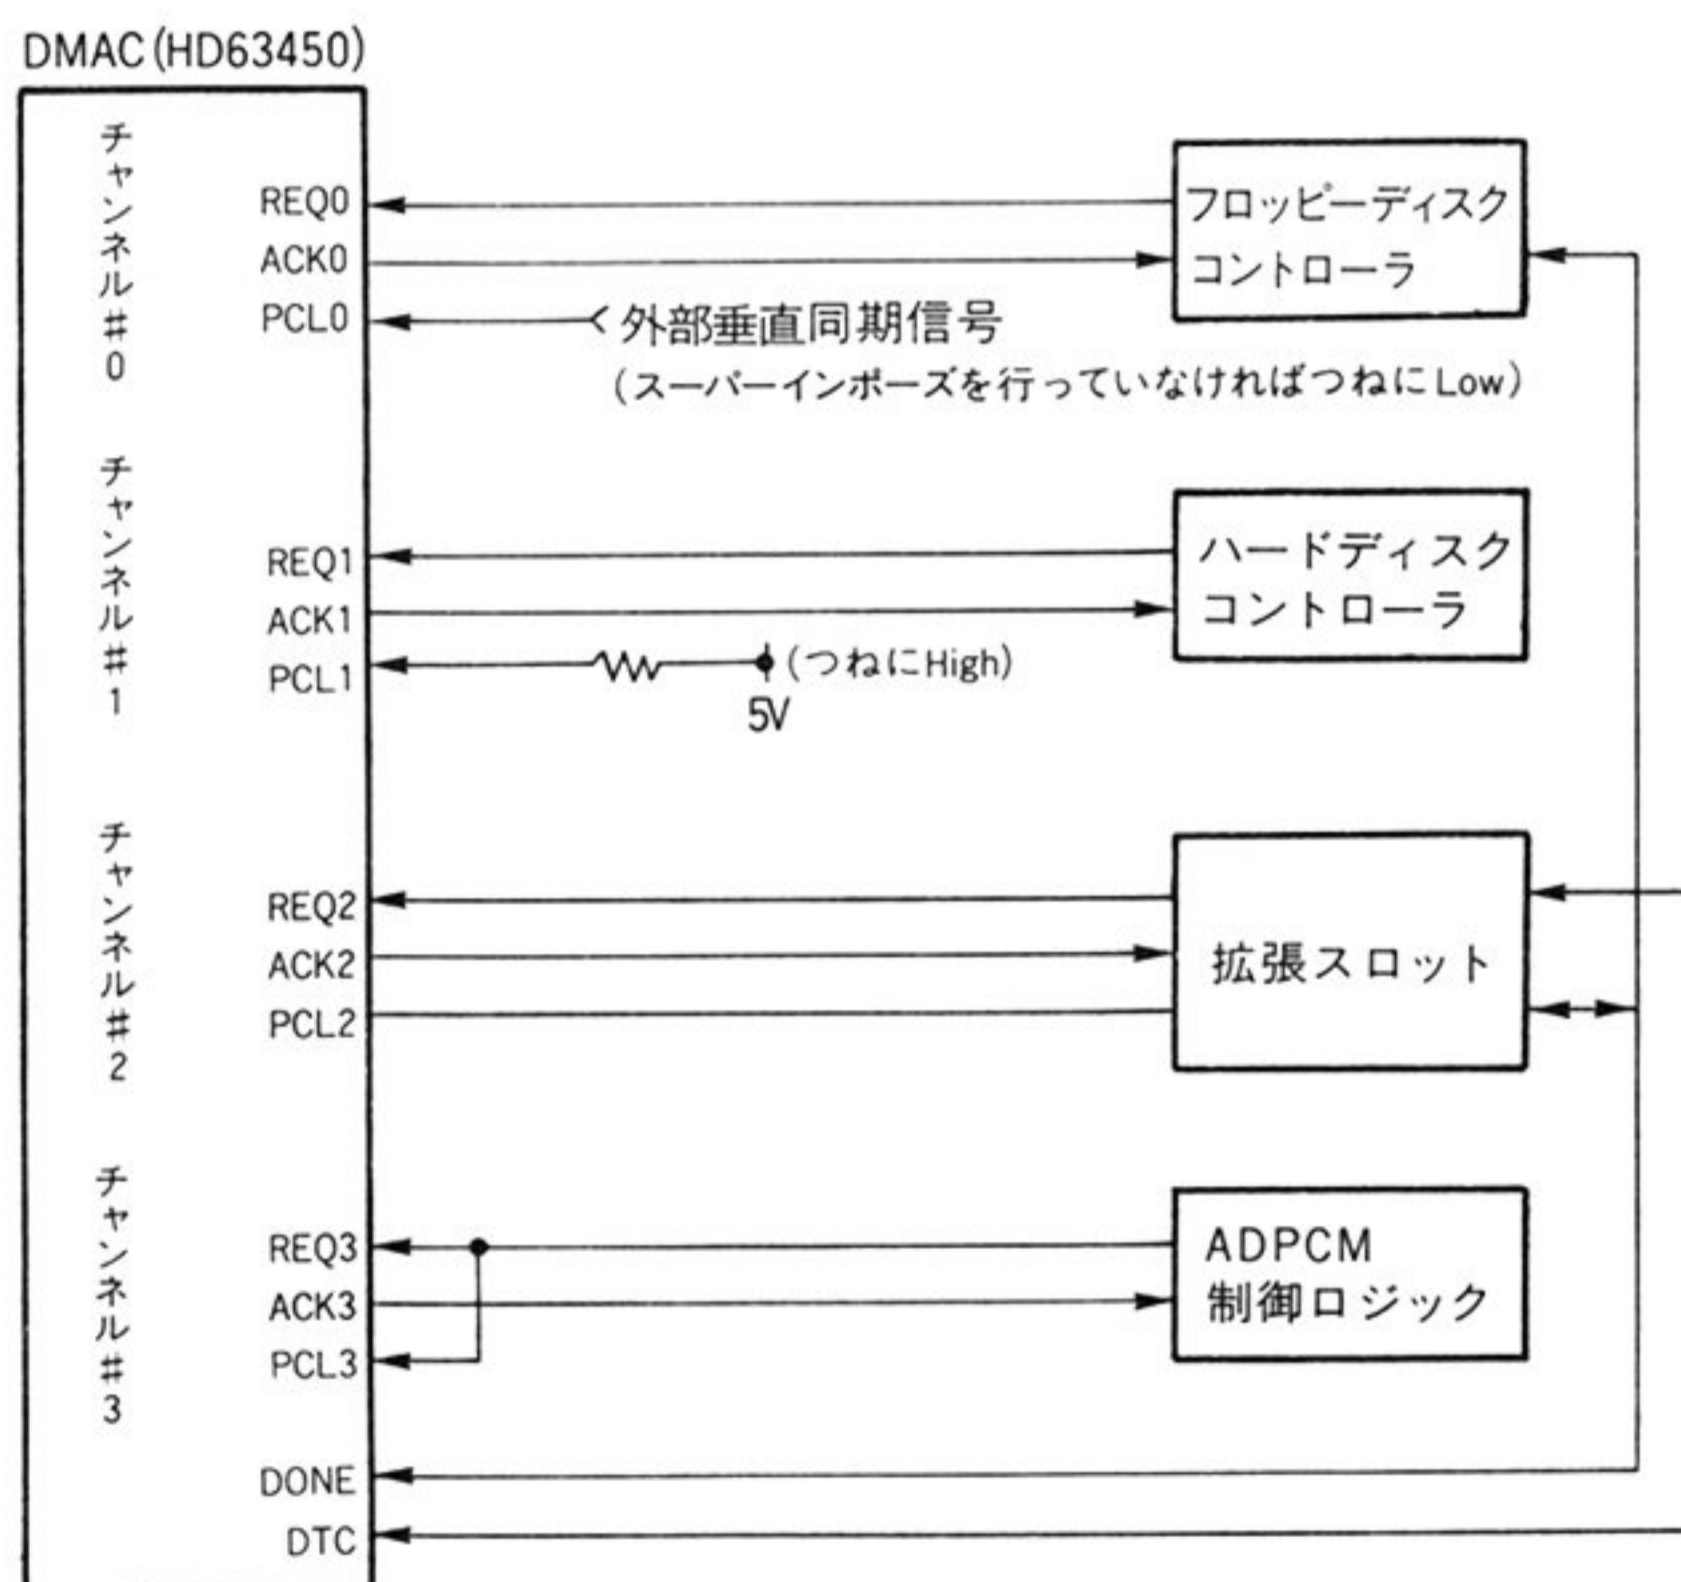 DMAC(HD63450)
チャンネル#0
REQ0
ACK0
PCL0
フロッピーディスク
コントローラ
外部垂直同期信号
(スーパーインポーズを行っていなければつねにLow)
チャンネル#1
REQ1
ACK1
PCL1
ハードディスク
コントローラ
(つねにHigh)
5V
チャンネル#2
REQ2
ACK2
PCL2
拡張スロット
チャンネル#3
REQ3
ACK3
PCL3
ADPCM
制御ロジック
DONE
DTC